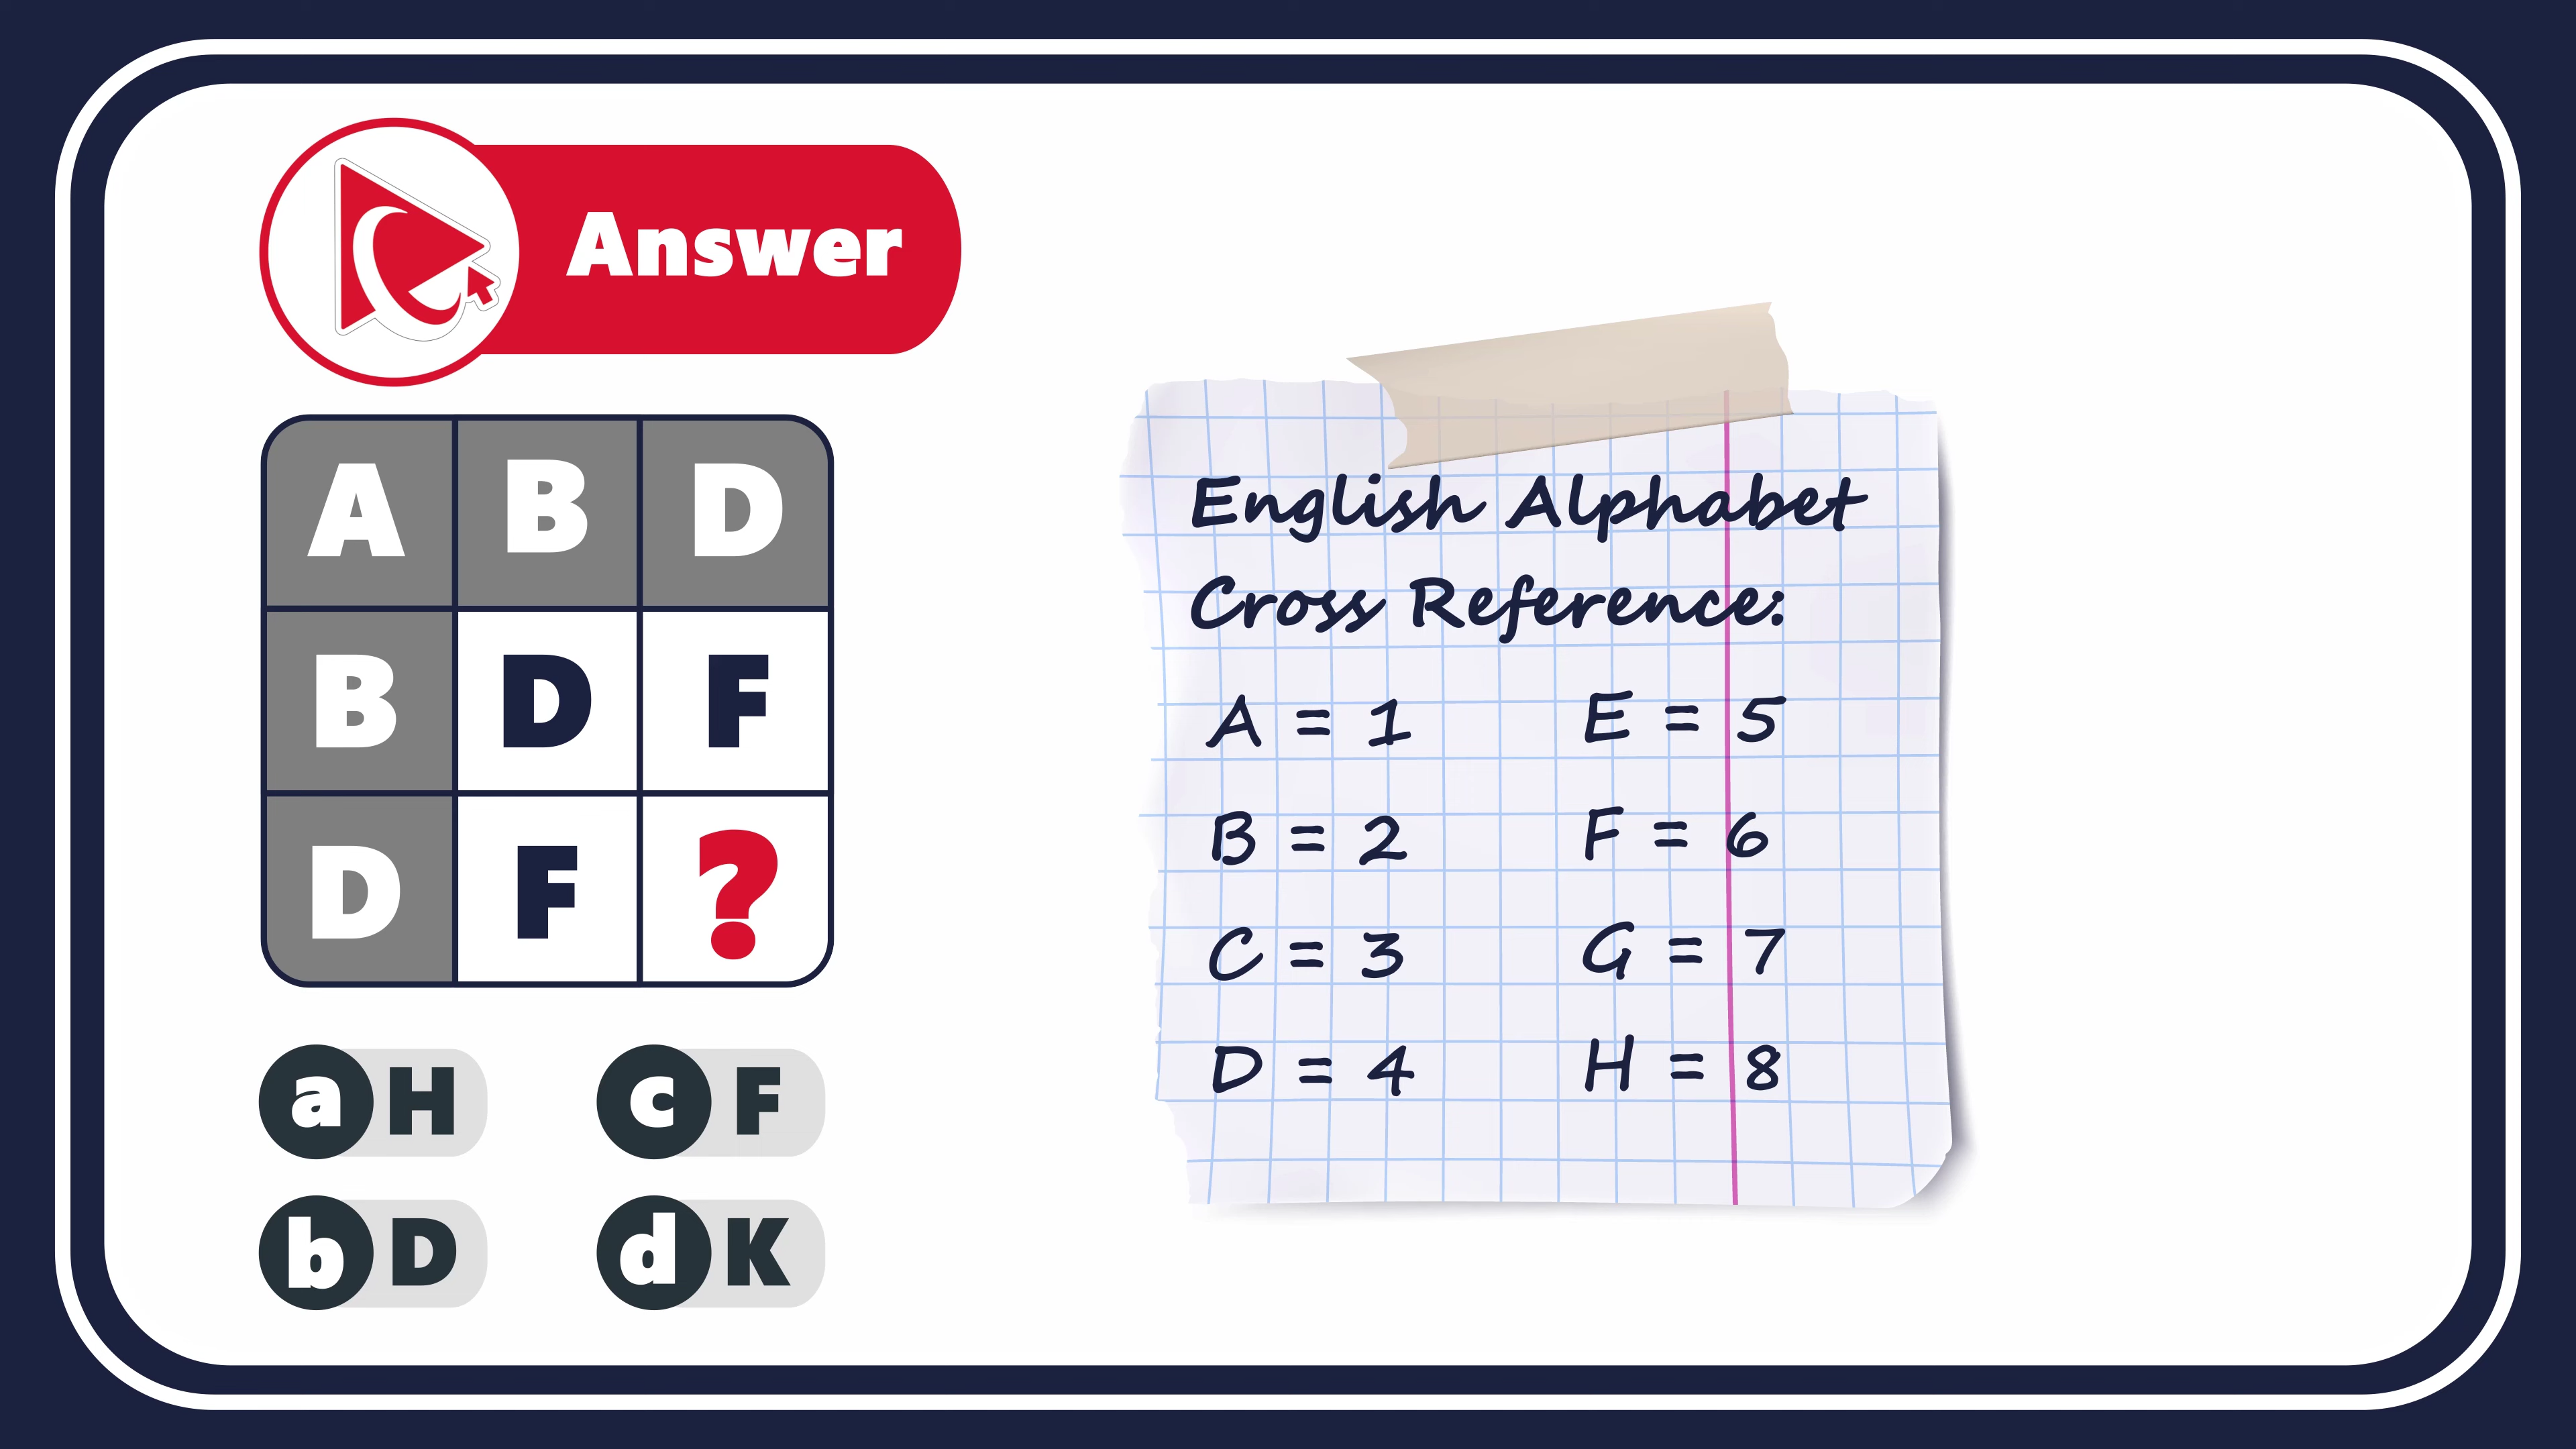 Answer
A B D
B D F
D F ?
a H c F
b D d K
English Alphabet
Cross Reference:
A = 1 E = 5
B = 2 F = 6
C = 3 G = 7
D = 4 H = 8